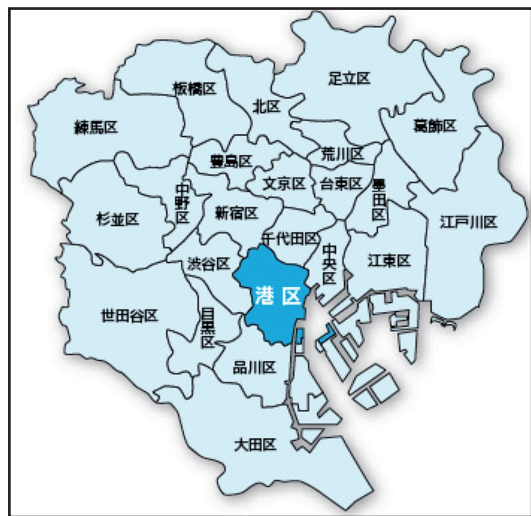 足立区
板橋区
北区
葛飾区
練馬区
荒川区
豊島区
文京区
台東区
墨田区
中野区
杉並区
新宿区
江戸川区
千代田区
中央区
江東区
渋谷区
港区
世田谷区
目黒区
品川区
大田区